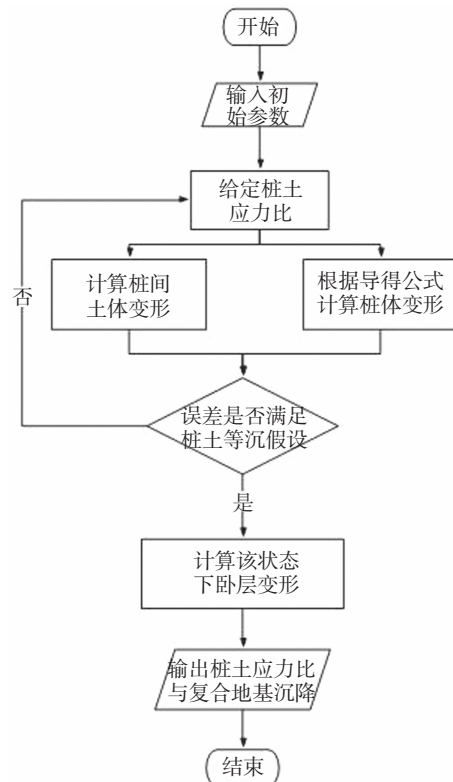 开始
输入初
始参数
给定桩土
应力比
计算桩间
土体变形
根据导得公式
计算桩体变形
否
误差是否满足
桩土等沉假设
是
计算该状态
下卧层变形
输出桩土应力比
与复合地基沉降
结束